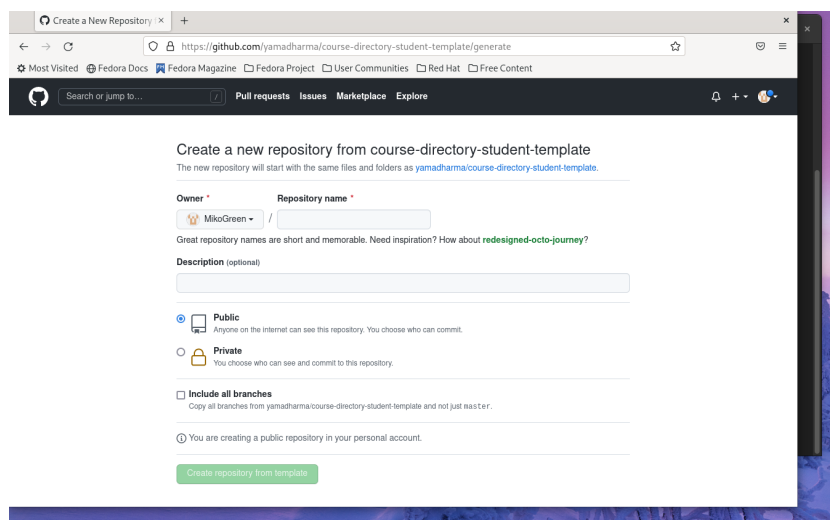 Create a New Repository
https://github.com/yamadharma/course-directory-student-template/generate
Most Visited Fedora Docs Fedora Magazine Fedora Project User Communities Red Hat Free Content
Search or jump to... / Pull requests Issues Marketplace Explore
Create a new repository from course-directory-student-template
The new repository will start with the same files and folders as yamadharma/course-directory-student-template.
Owner * Repository name *
MikoGreen /
Great repository names are short and memorable. Need inspiration? How about redesigned-octo-journey?
Description (optional)
Public
Anyone on the internet can see this repository. You choose who can commit.
Private
You choose who can see and commit to this repository.
Include all branches
Copy all branches from yamadharma/course-directory-student-template and not just master.
You are creating a public repository in your personal account.
Create repository from template